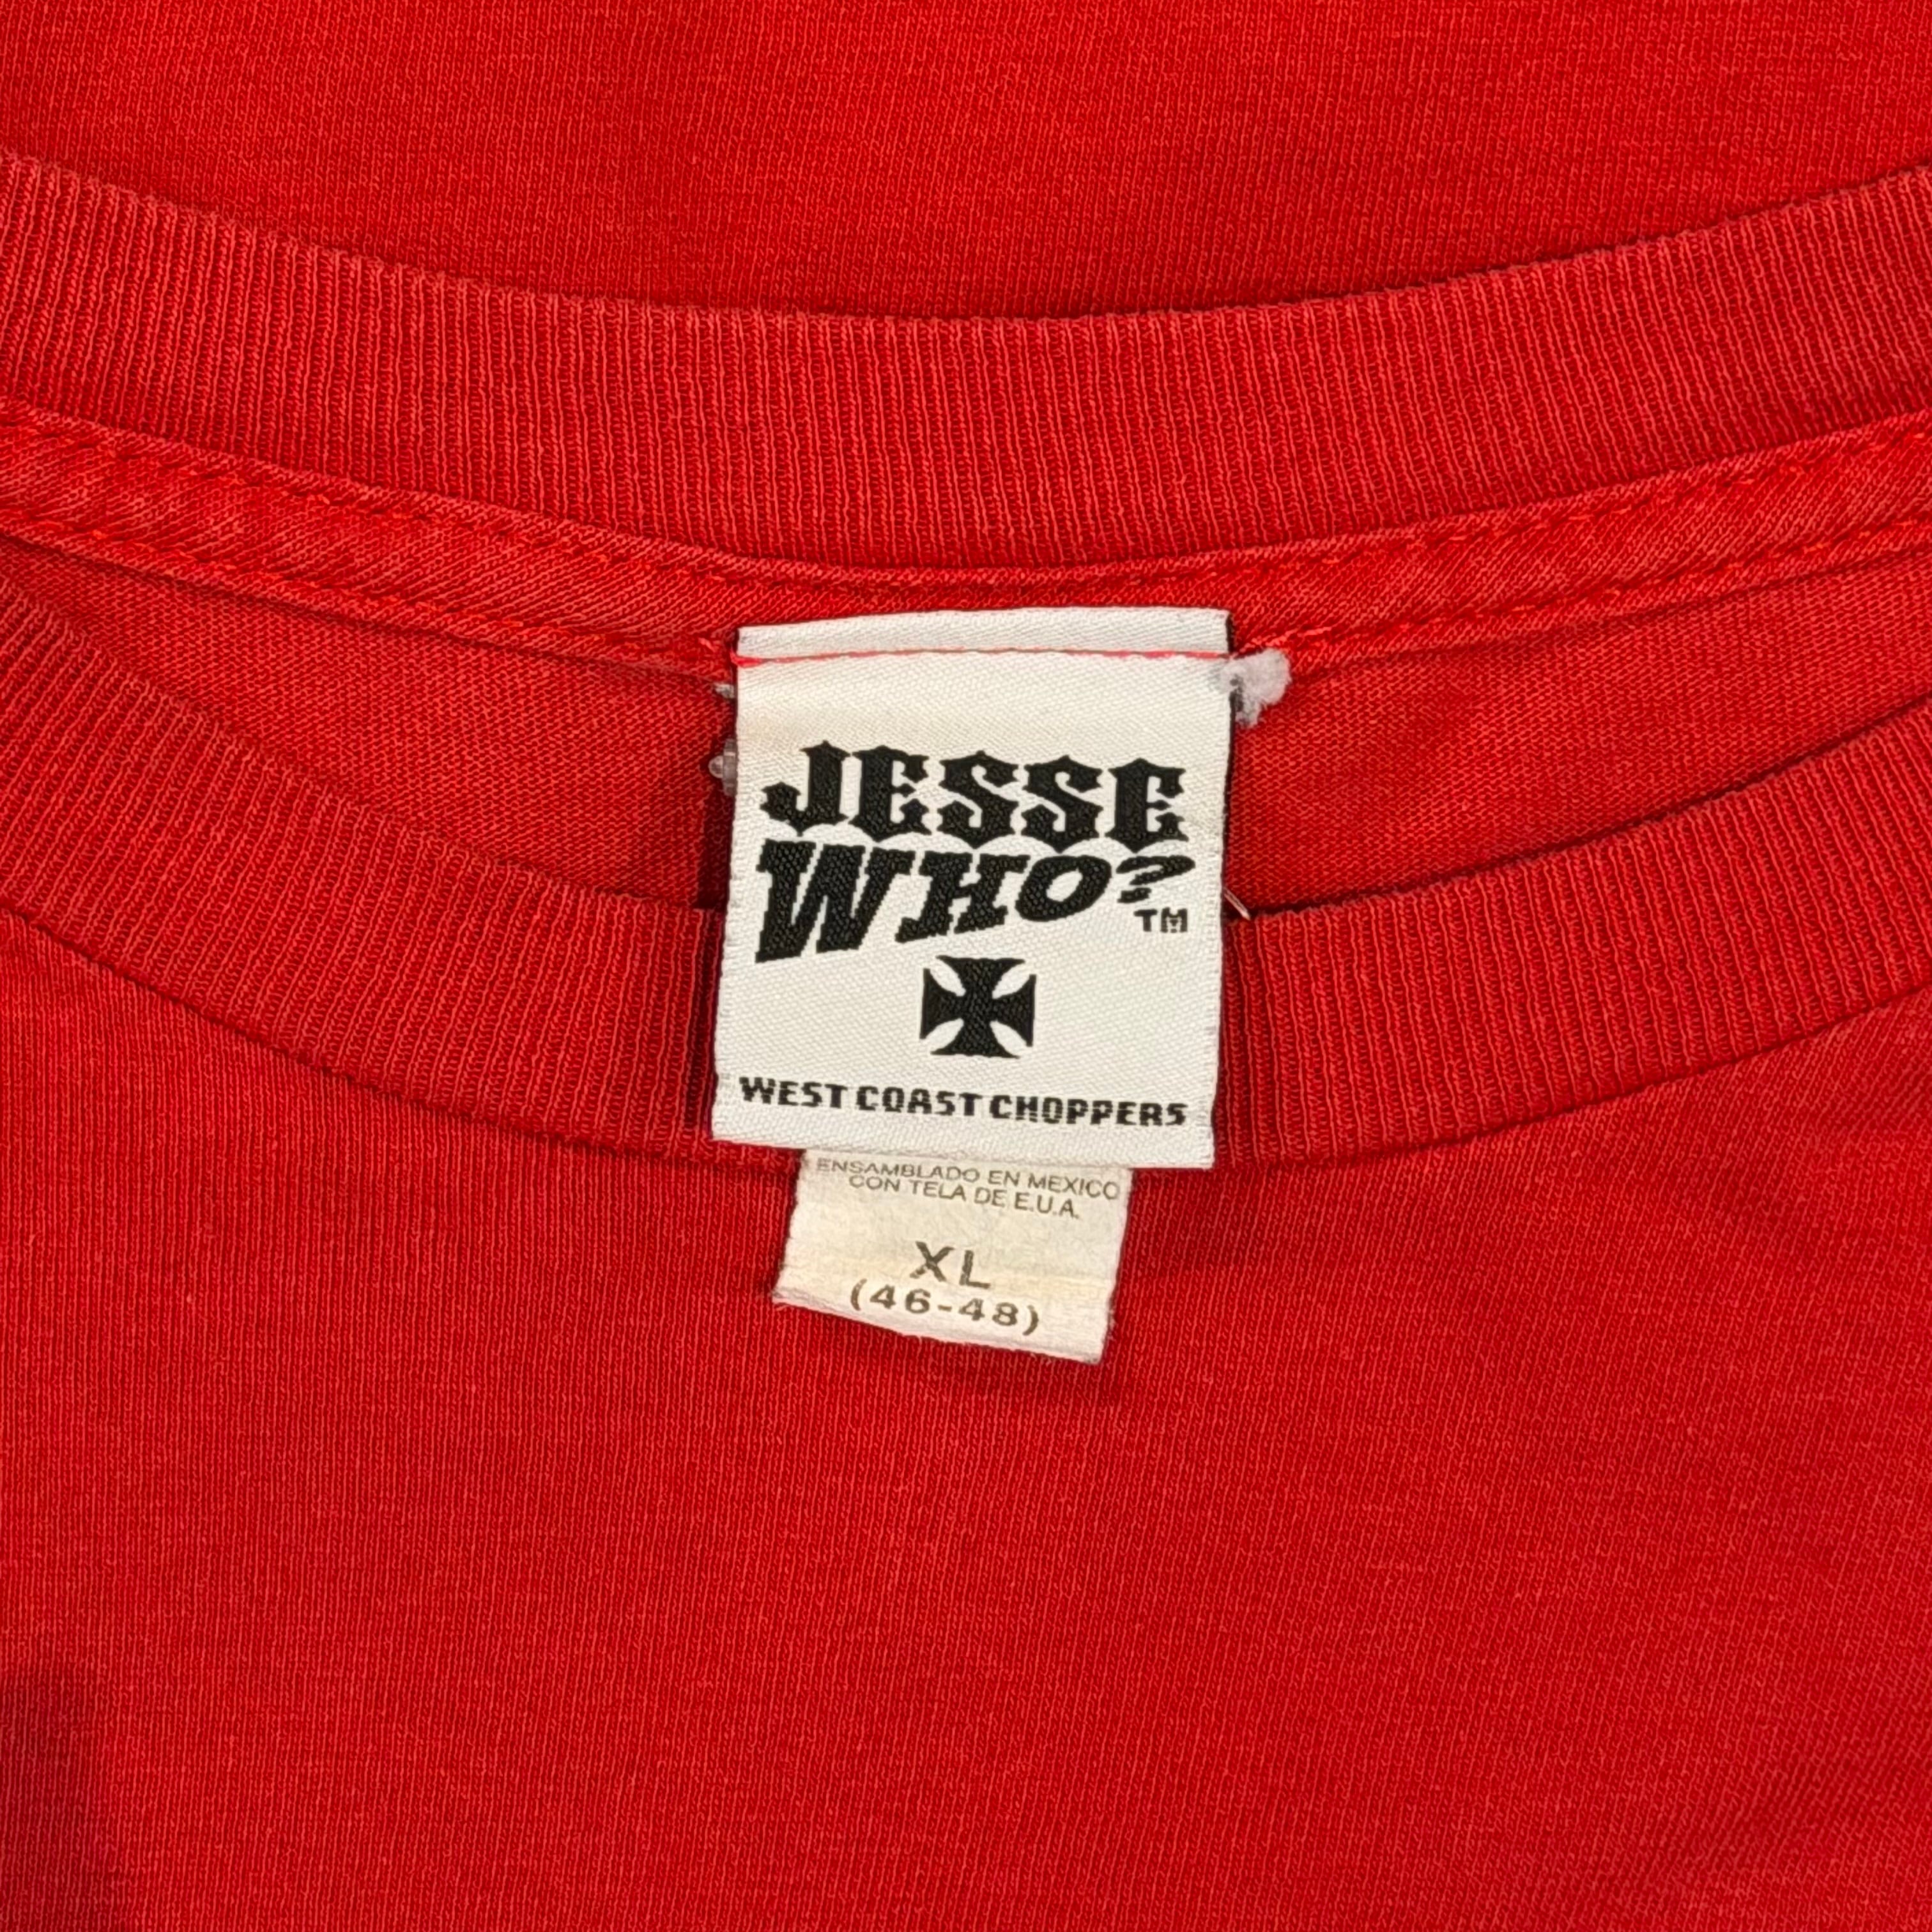 JESSE
WHO?
TM
WEST COAST CHOPPERS
ENSAMBLADO EN MEXICO
CON TELA DE E.U.A.
XL
(46-48)